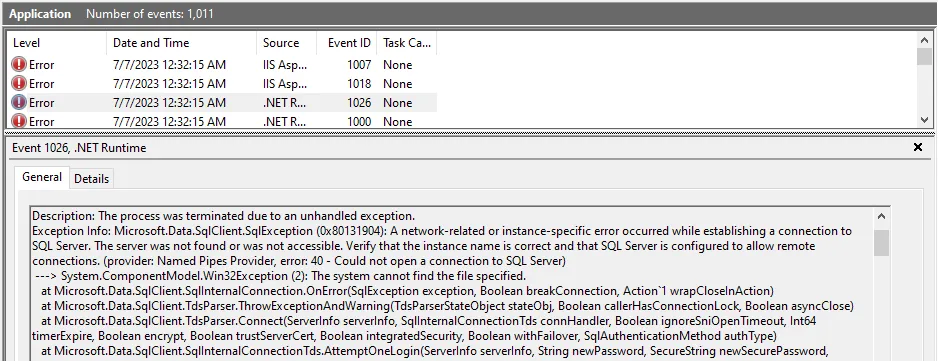 Application Number of events: 1,011
Level Date and Time Source Event ID Task Ca...
Error 7/7/2023 12:32:15 AM IIS Asp... 1007 None
Error 7/7/2023 12:32:15 AM IIS Asp... 1018 None
Error 7/7/2023 12:32:15 AM .NET R... 1026 None
Error 7/7/2023 12:32:15 AM .NET R... 1000 None
Event 1026, .NET Runtime
General Details
Description: The process was terminated due to an unhandled exception.
Exception Info: Microsoft.Data.SqlClient.SqlException (0x80131904): A network-related or instance-specific error occurred while establishing a connection to
SQL Server. The server was not found or was not accessible. Verify that the instance name is correct and that SQL Server is configured to allow remote
connections. (provider: Named Pipes Provider, error: 40 - Could not open a connection to SQL Server)
---> System.ComponentModel.Win32Exception (2): The system cannot find the file specified.
at Microsoft.Data.SqlClient.SqlInternalConnection.OnError(SqlException exception, Boolean breakConnection, Action`1 wrapCloseInAction)
at Microsoft.Data.SqlClient.TdsParser.ThrowExceptionAndWarning(TdsParserStateObject stateObj, Boolean callerHasConnectionLock, Boolean asyncClose)
at Microsoft.Data.SqlClient.TdsParser.Connect(ServerInfo serverInfo, SqlInternalConnectionTds connHandler, Boolean ignoreSniOpenTimeout, Int64
timerExpire, Boolean encrypt, Boolean trustServerCert, Boolean integratedSecurity, Boolean withFailover, SqlAuthenticationMethod authType)
at Microsoft.Data.SqlClient.SqlInternalConnectionTds.AttemptOneLogin(ServerInfo serverInfo, String newPassword, SecureString newSecurePassword,